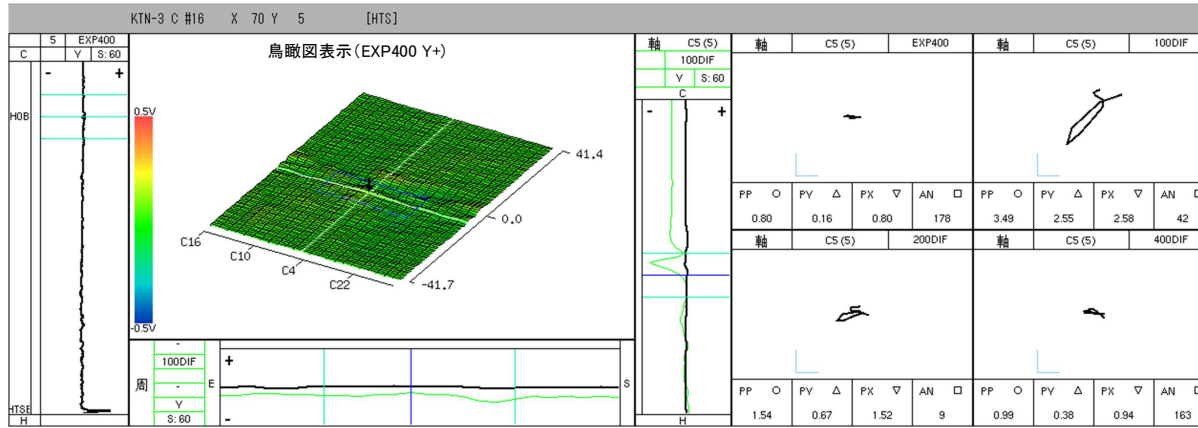 KTN-3 C #16 X 70 Y 5 [HTS]
5 EXP400
C Y S:60
- +
HOB
HTSE
H
鳥瞰図表示(EXP400 Y+)
0.5V
-0.5V
41.4
0.0
-41.7
C16
C10
C4
C22
周
-
100DIF
-
Y
S:60
E
+
-
S
軸 C5(5)
100DIF
Y S:60
C
- +
H
軸 C5(5) EXP400
PP ○ PY △ PX ▽ AN □
0.80 0.16 0.80 178
軸 C5(5) 100DIF
PP ○ PY △ PX ▽ AN □
3.49 2.55 2.58 42
軸 C5(5) 200DIF
PP ○ PY △ PX ▽ AN □
1.54 0.67 1.52 9
軸 C5(5) 400DIF
PP ○ PY △ PX ▽ AN □
0.99 0.38 0.94 163